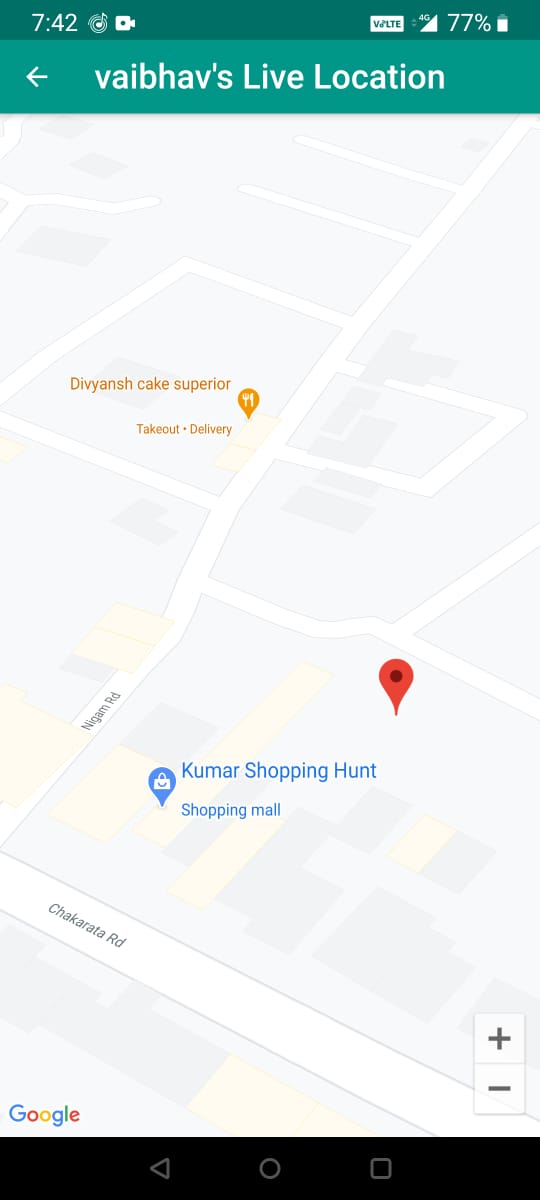 7:42 VoLTE 4G 77%
vaibhav's Live Location
Divyansh cake superior
Takeout • Delivery
Nigam Rd
Kumar Shopping Hunt
Shopping mall
Chakarata Rd
+
−
Google